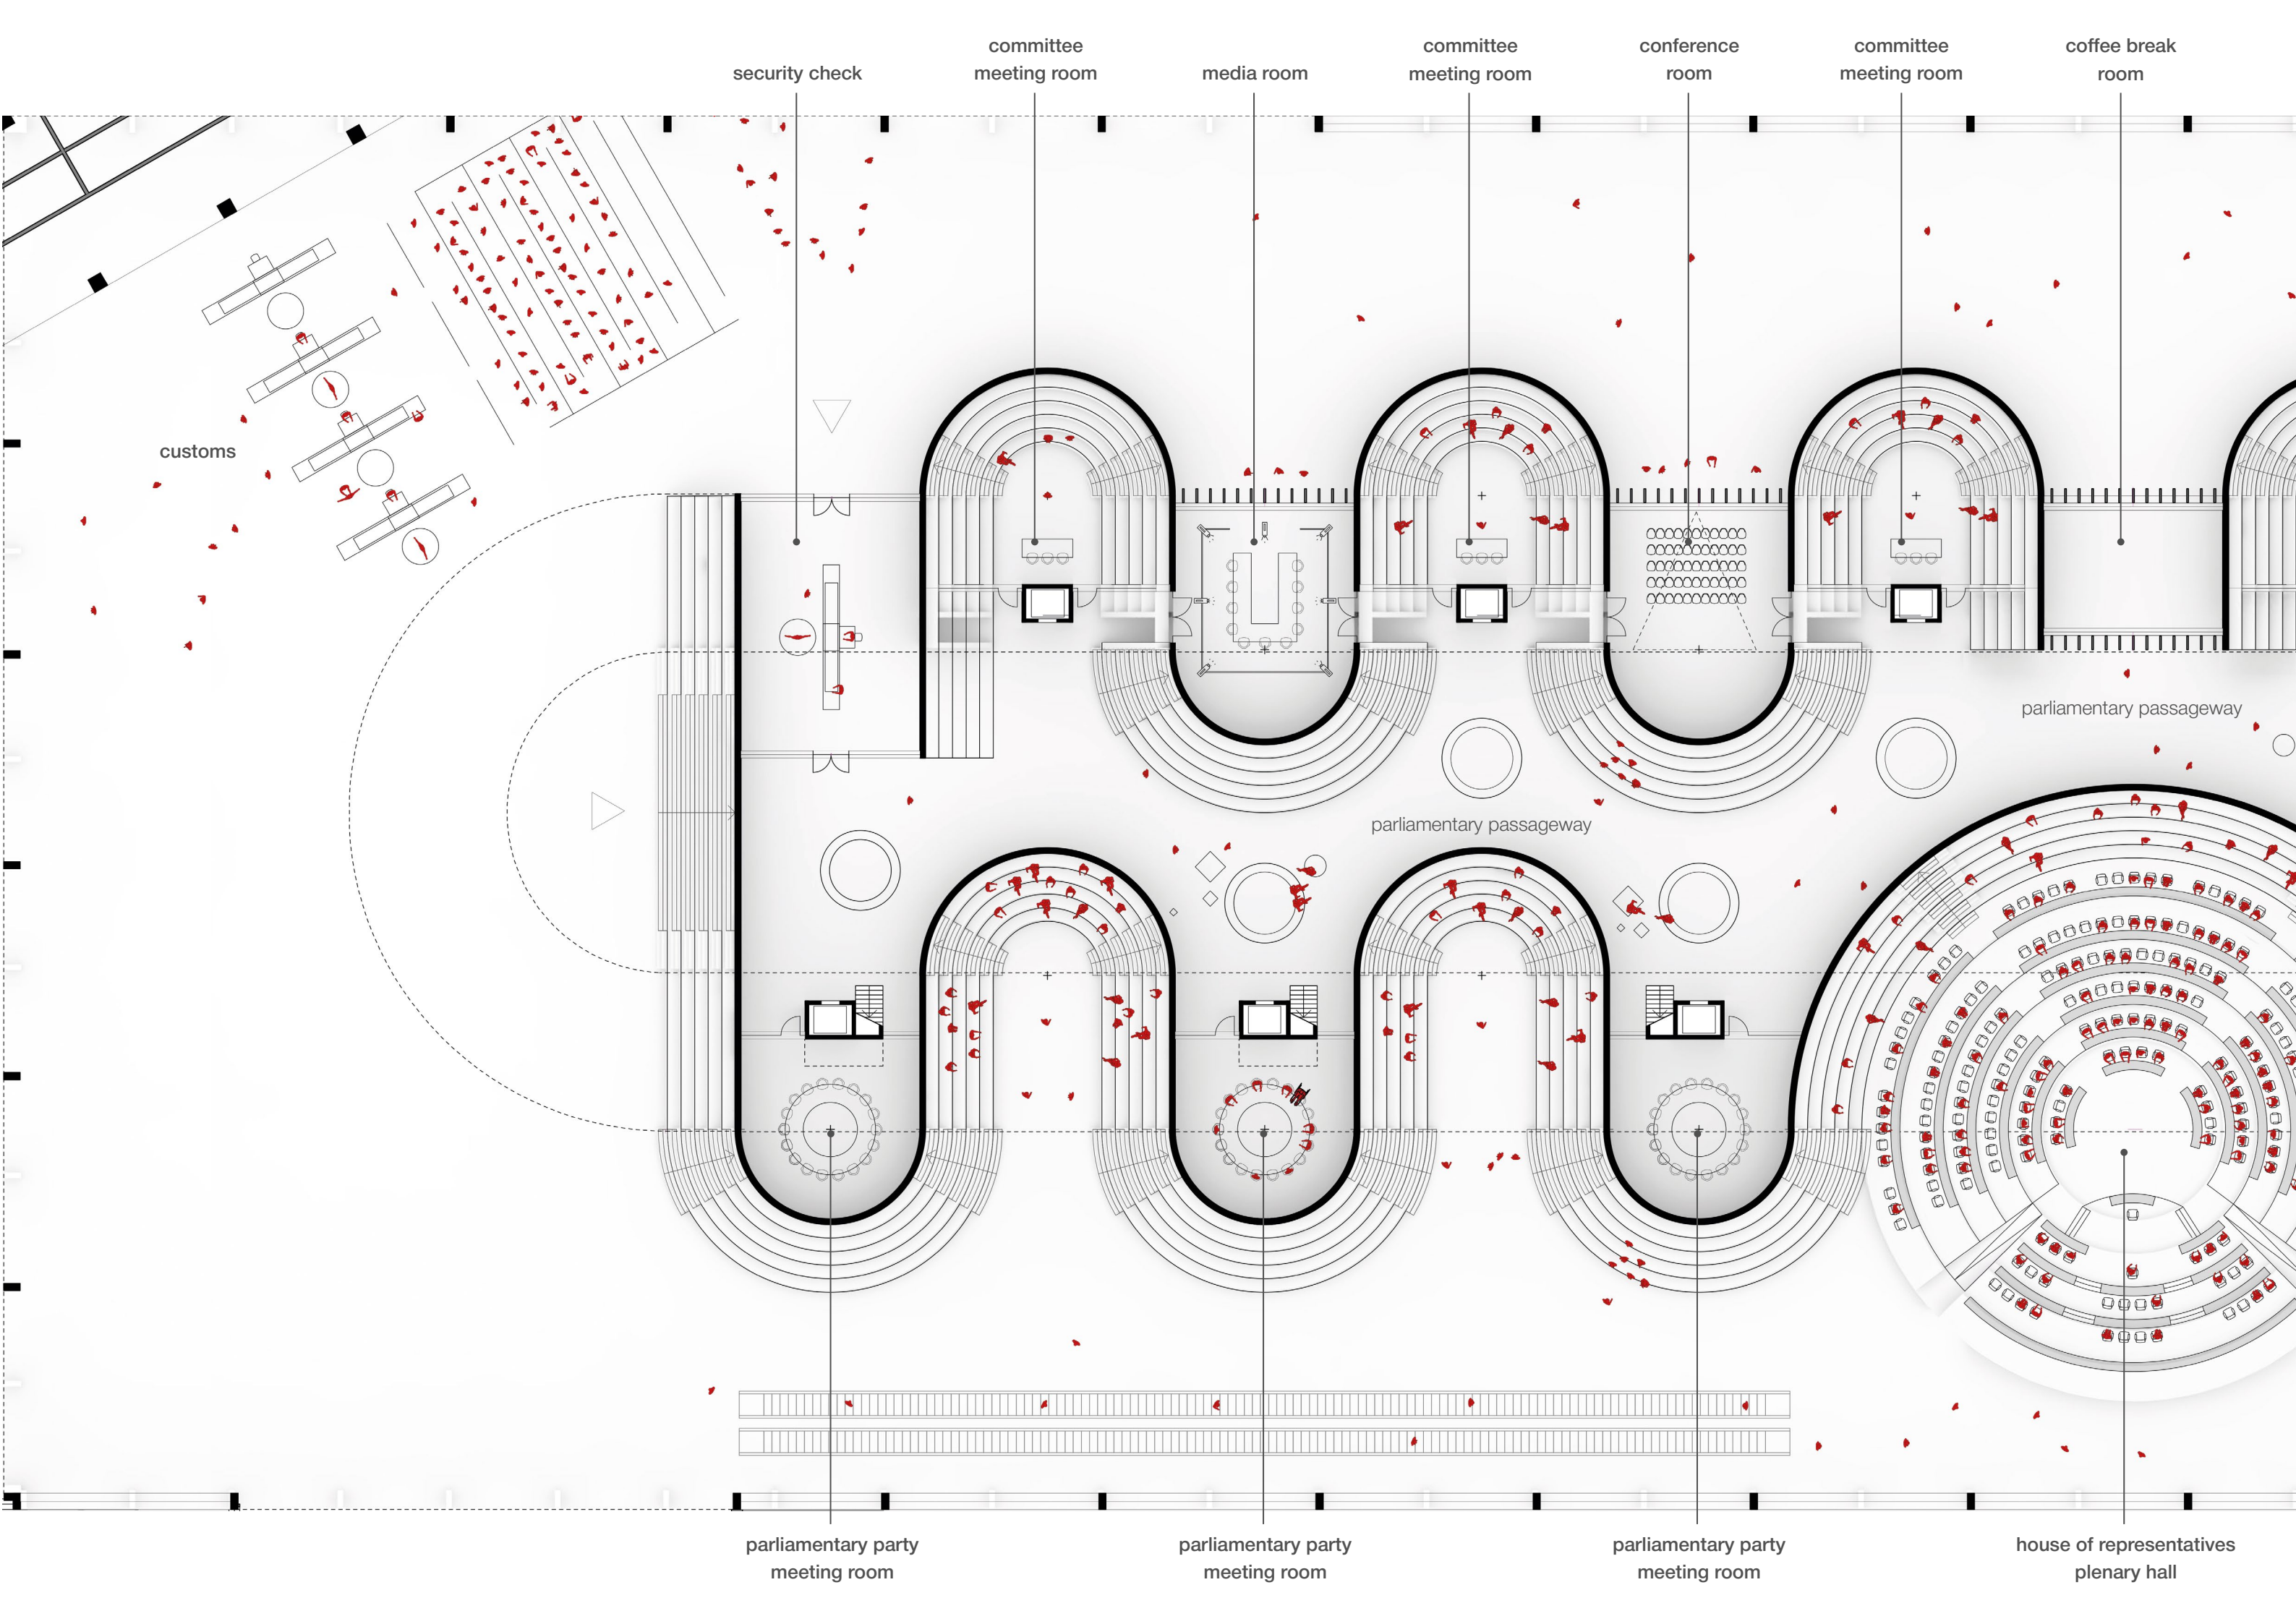 security check
committee
meeting room
media room
committee
meeting room
conference
room
committee
meeting room
coffee break
room
customs
parliamentary passageway
parliamentary passageway
parliamentary party
meeting room
parliamentary party
meeting room
parliamentary party
meeting room
house of representatives
plenary hall